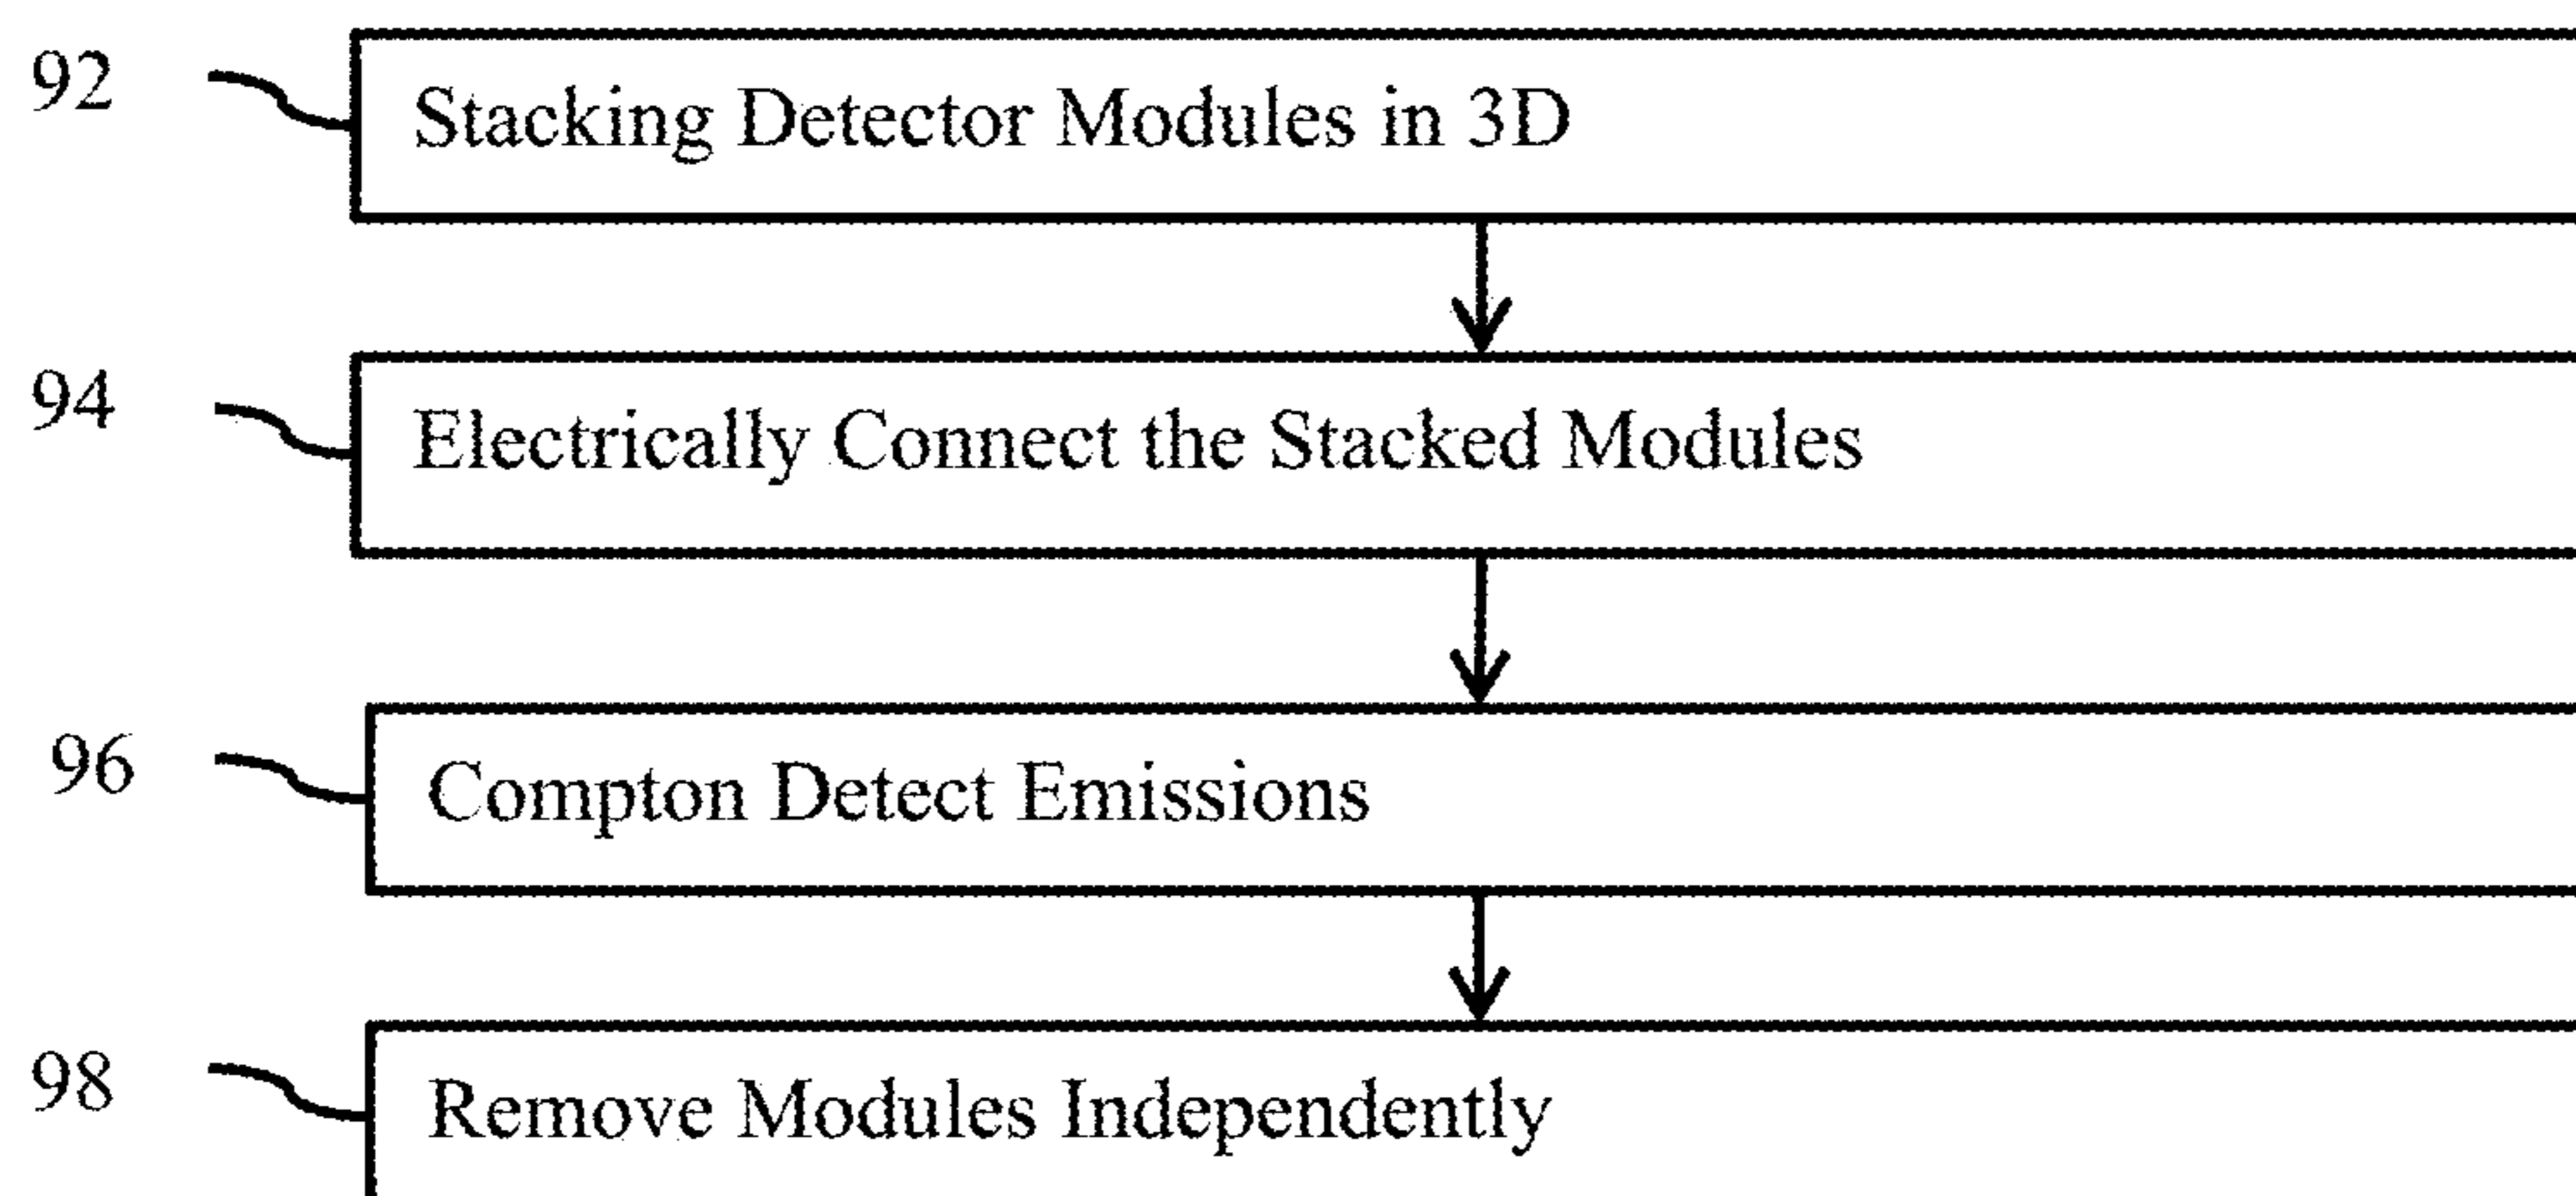 92 Stacking Detector Modules in 3D
94 Electrically Connect the Stacked Modules
96 Compton Detect Emissions
98 Remove Modules Independently